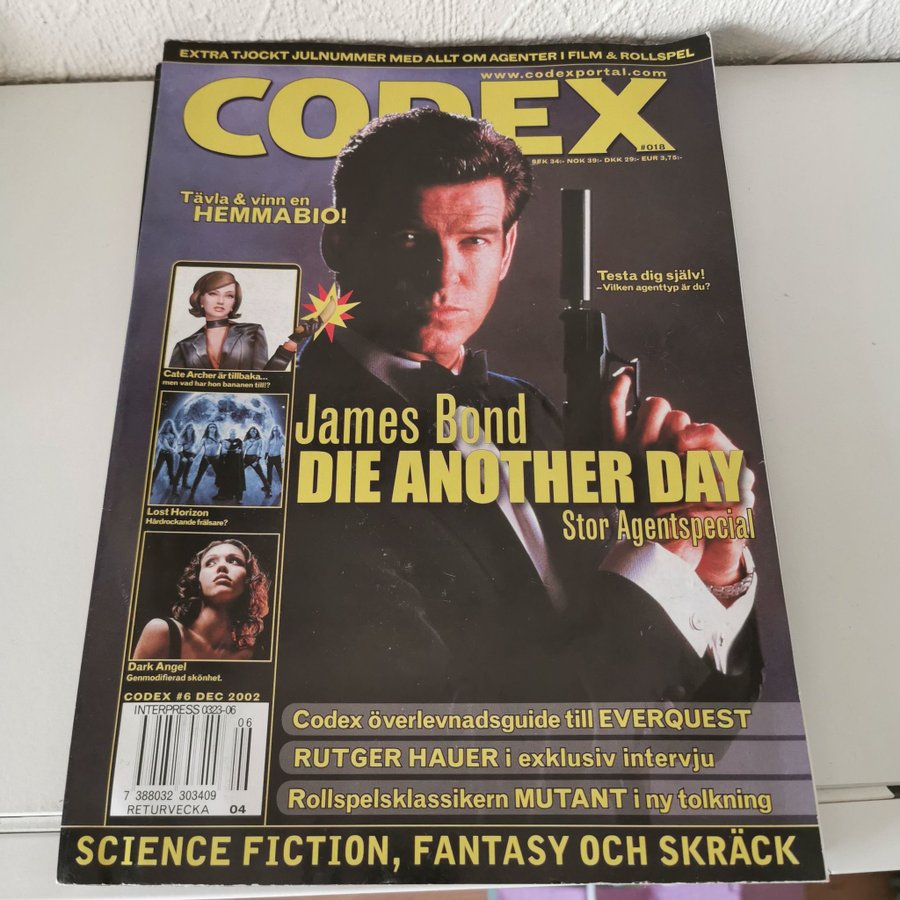 EXTRA TJOCKT JULNUMMER MED ALLT OM AGENTER I FILM & ROLLSPEL
www.codexportal.com
CODEX
#018
SEK 34:- NOK 39:- DKK 29:- EUR 3,75:-
Tävla & vinn en
HEMMABIO!
Testa dig själv!
–Vilken agenttyp är du?
Cate Archer är tillbaka...
men vad har hon bananen till!?
James Bond
DIE ANOTHER DAY
Stor Agentspecial
Lost Horizon
Hårdrockande frälsare?
Dark Angel
Genmodifierad skönhet.
CODEX #6 DEC 2002
INTERPRESS 0323-06
06
7 388032 303409
RETURVECKA 04
Codex överlevnadsguide till EVERQUEST
RUTGER HAUER i exklusiv intervju
Rollspelsklassikern MUTANT i ny tolkning
SCIENCE FICTION, FANTASY OCH SKRÄCK